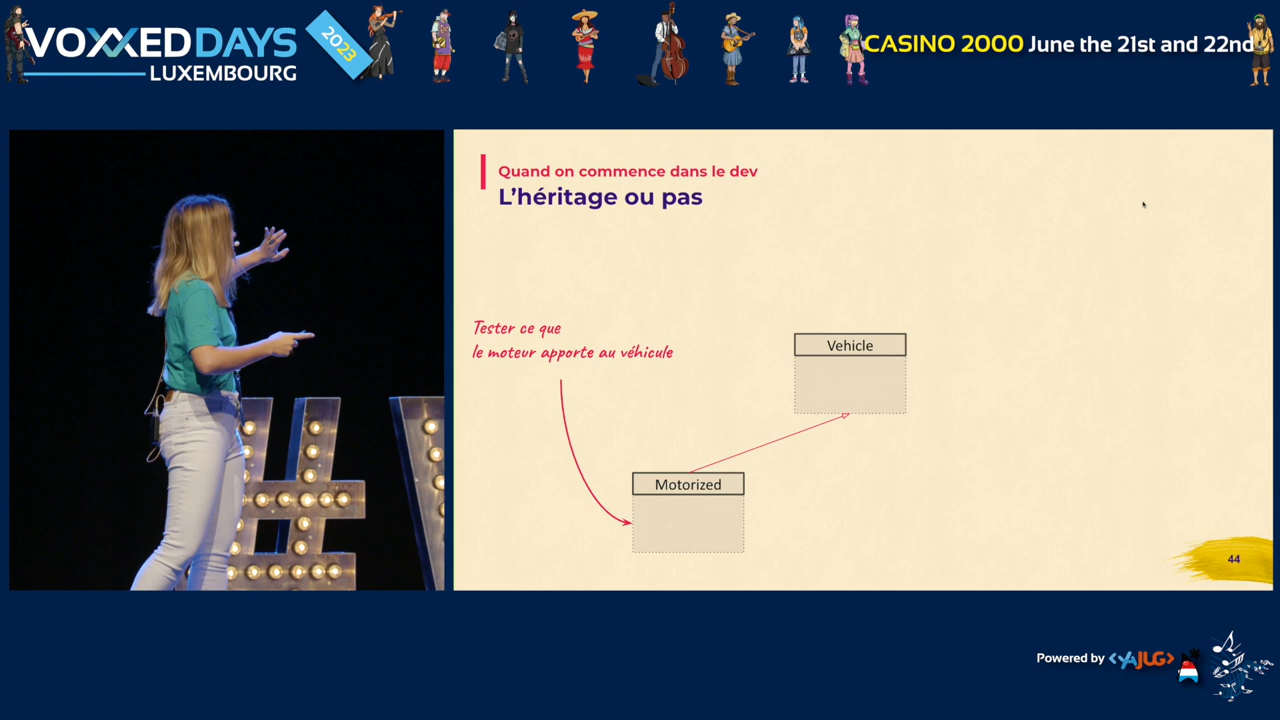 VOXXED DAYS
LUXEMBOURG
2023
CASINO 2000 June the 21st and 22nd
Quand on commence dans le dev
L'héritage ou pas
Tester ce que
le moteur apporte au véhicule
Vehicle
Motorized
44
#
Powered by <YAJUG>